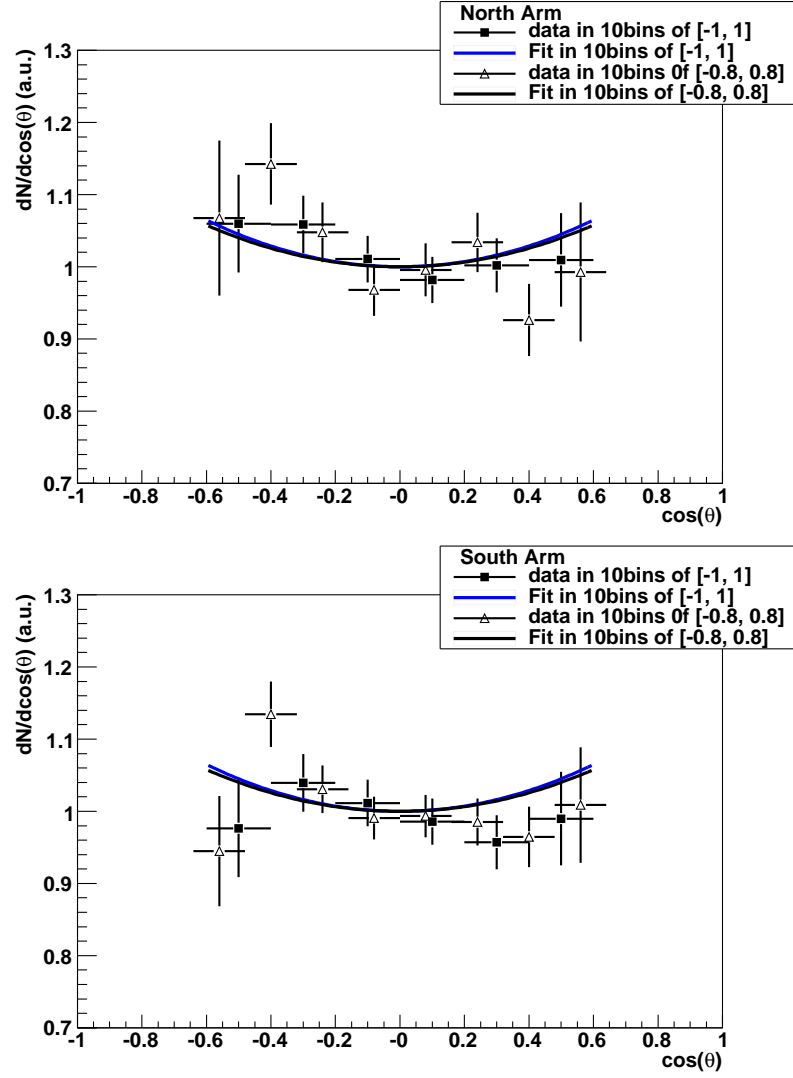 North Arm
data in 10bins of [-1, 1]
Fit in 10bins of [-1, 1]
data in 10bins 0f [-0.8, 0.8]
Fit in 10bins of [-0.8, 0.8]
dN/dcos(θ) (a.u.)
1.3
1.2
1.1
1
0.9
0.8
0.7
-1 -0.8 -0.6 -0.4 -0.2 -0 0.2 0.4 0.6 0.8 1
cos(θ)
South Arm
data in 10bins of [-1, 1]
Fit in 10bins of [-1, 1]
data in 10bins 0f [-0.8, 0.8]
Fit in 10bins of [-0.8, 0.8]
dN/dcos(θ) (a.u.)
1.3
1.2
1.1
1
0.9
0.8
0.7
-1 -0.8 -0.6 -0.4 -0.2 -0 0.2 0.4 0.6 0.8 1
cos(θ)